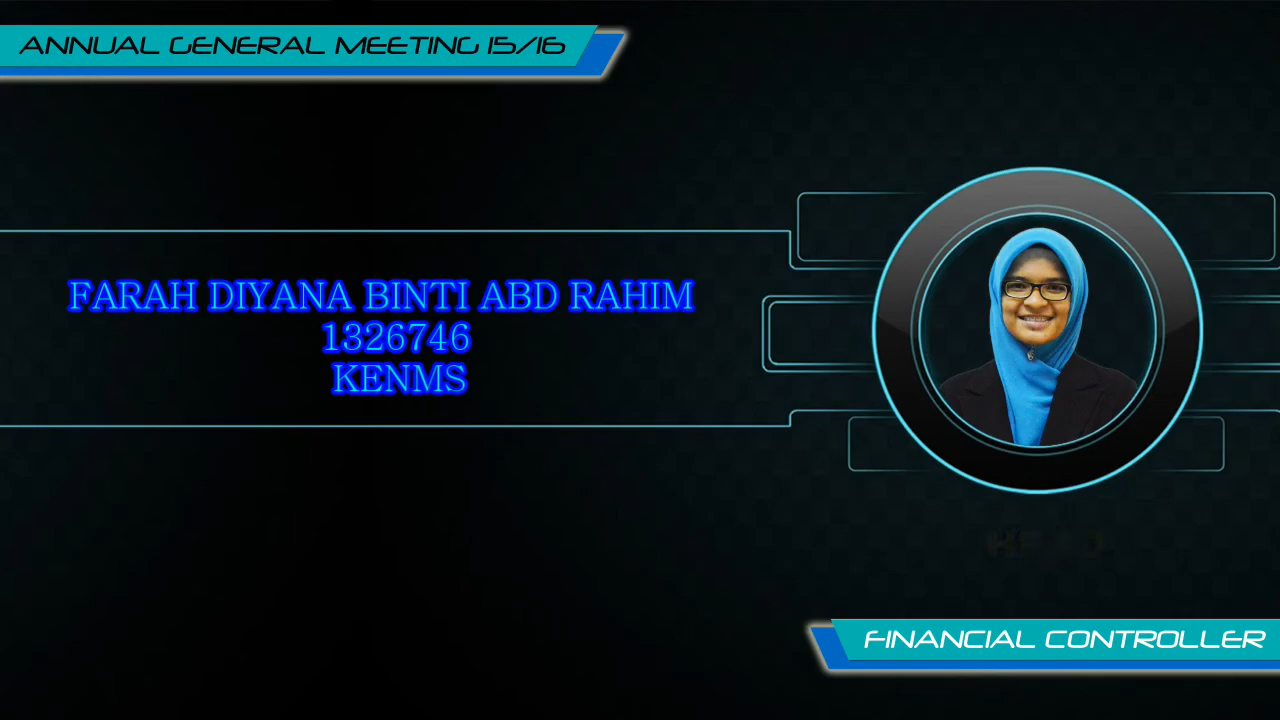 ANNUAL GENERAL MEETING 15/16
FARAH DIYANA BINTI ABD RAHIM
1326746
KENMS
FINANCIAL CONTROLLER